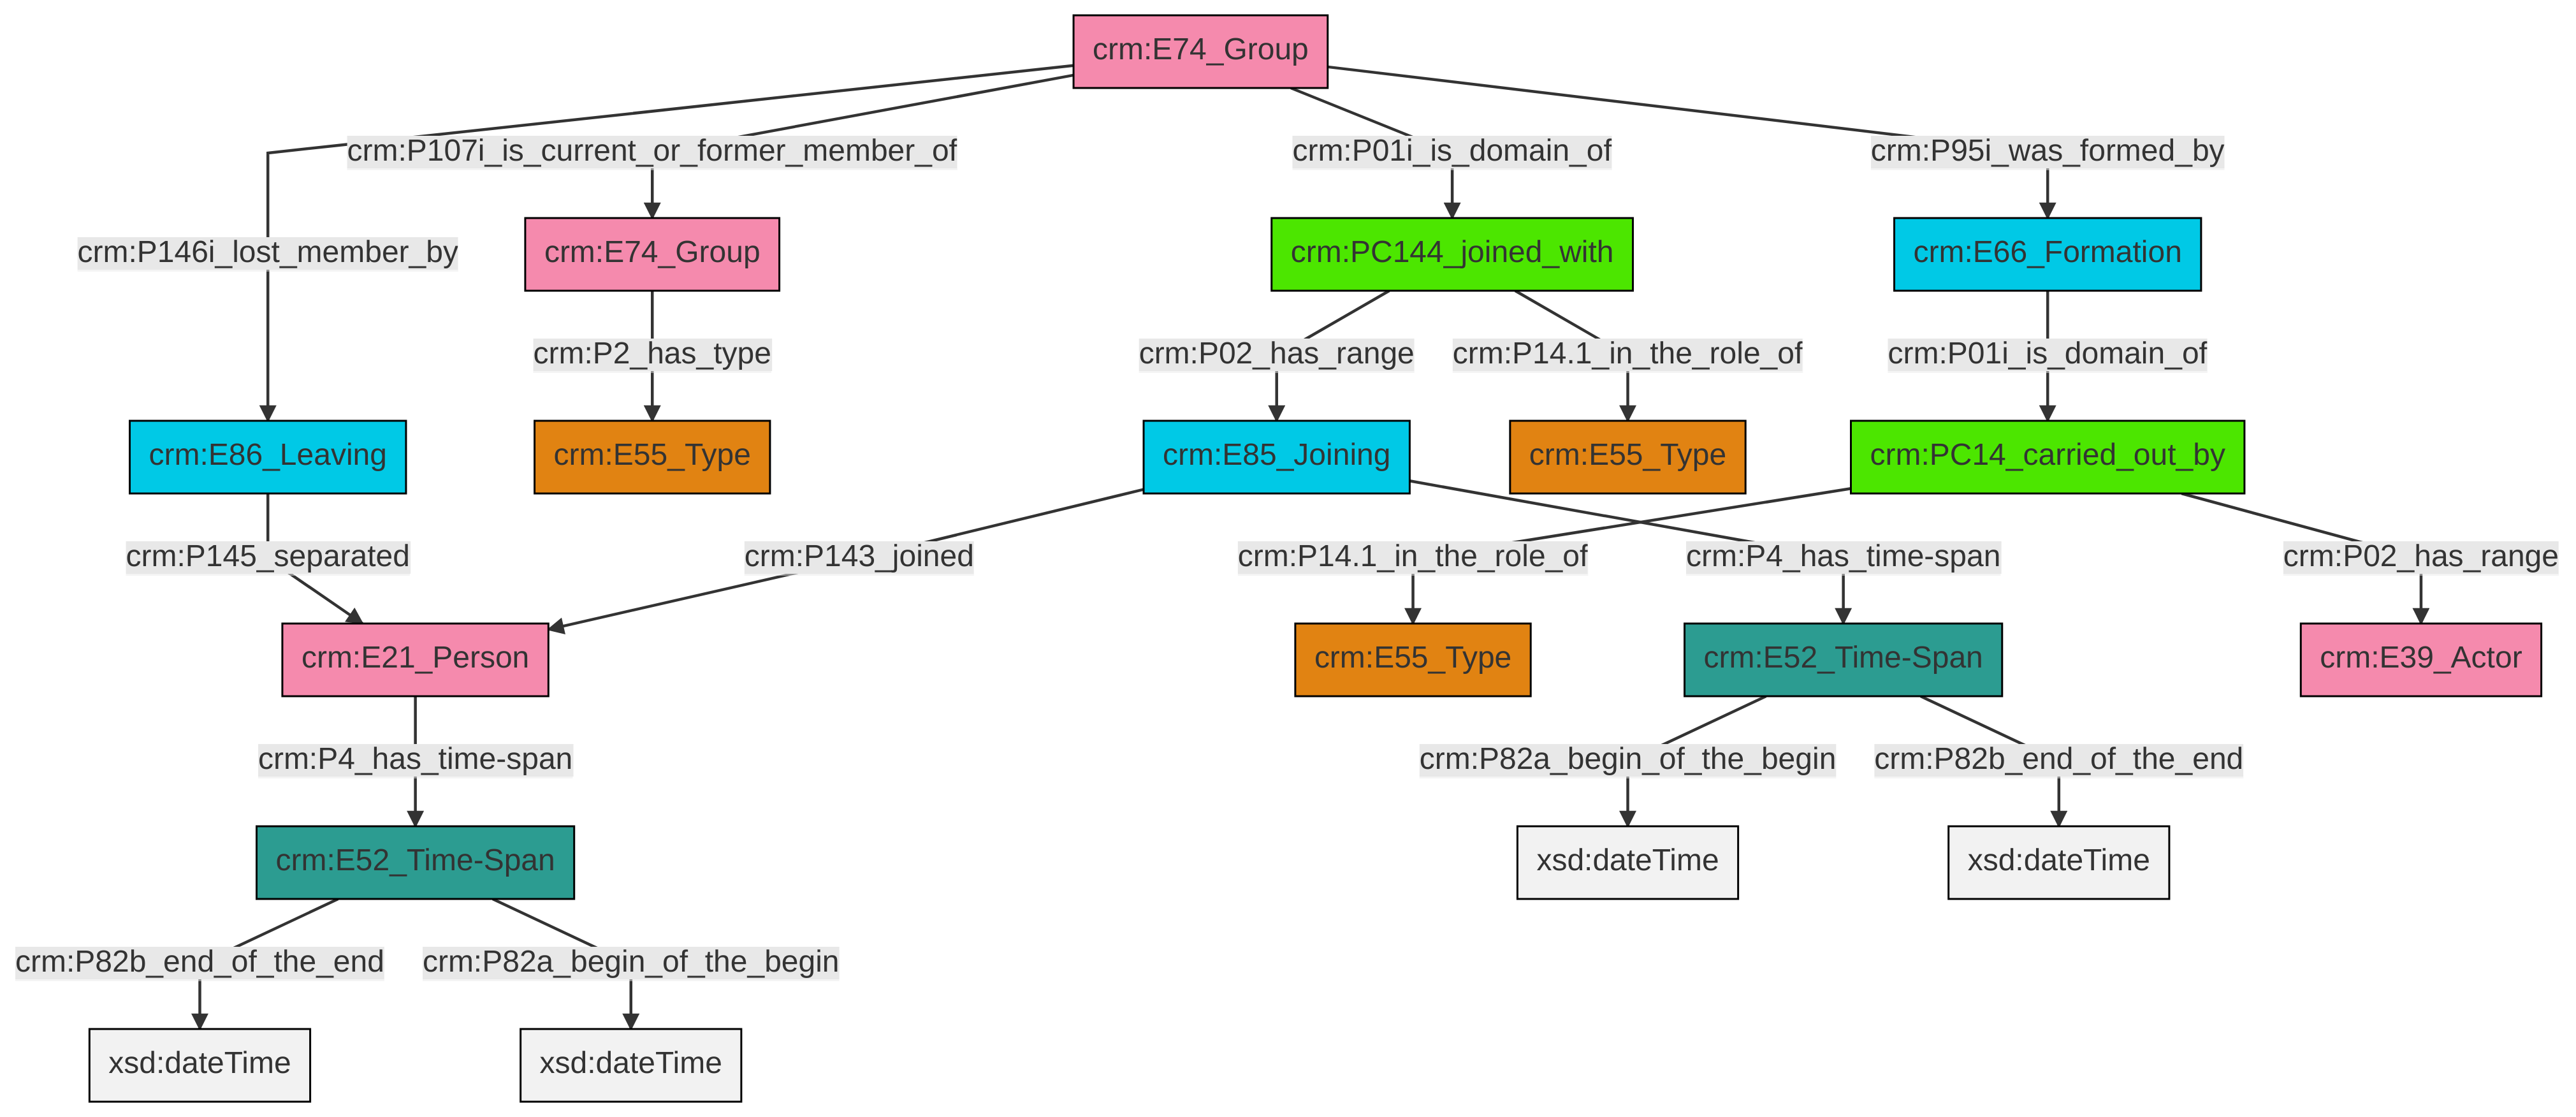 crm:E74_Group
crm:P107i_is_current_or_former_member_of
crm:P01i_is_domain_of
crm:P95i_was_formed_by
crm:P146i_lost_member_by
crm:E74_Group
crm:PC144_joined_with
crm:E66_Formation
crm:P2_has_type
crm:P02_has_range
crm:P14.1_in_the_role_of
crm:P01i_is_domain_of
crm:E86_Leaving
crm:E55_Type
crm:E85_Joining
crm:E55_Type
crm:PC14_carried_out_by
crm:P145_separated
crm:P143_joined
crm:P14.1_in_the_role_of
crm:P4_has_time-span
crm:P02_has_range
crm:E21_Person
crm:E55_Type
crm:E52_Time-Span
crm:E39_Actor
crm:P4_has_time-span
crm:P82a_begin_of_the_begin
crm:P82b_end_of_the_end
crm:E52_Time-Span
xsd:dateTime
xsd:dateTime
crm:P82b_end_of_the_end
crm:P82a_begin_of_the_begin
xsd:dateTime
xsd:dateTime